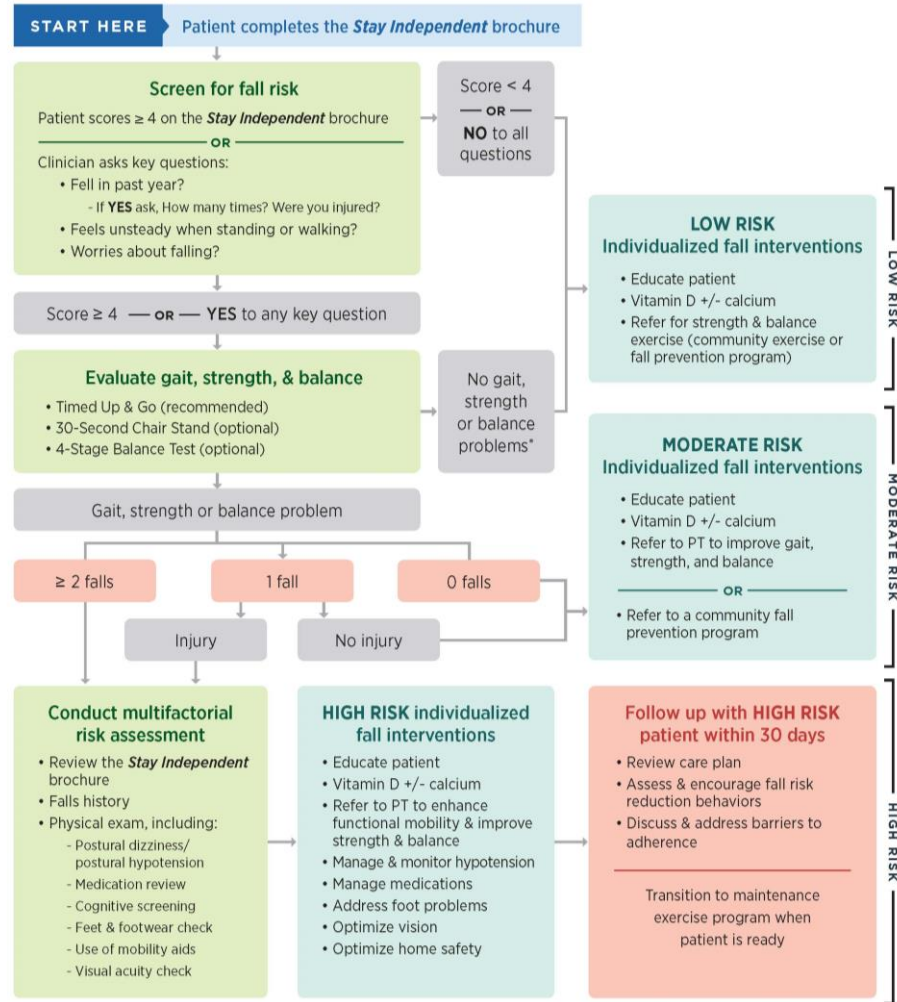 START HERE
Patient completes the Stay Independent brochure
Screen for fall risk
Patient scores ≥ 4 on the Stay Independent brochure
OR
Clinician asks key questions:
• Fell in past year?
- If YES ask, How many times? Were you injured?
• Feels unsteady when standing or walking?
• Worries about falling?
Score < 4
OR
NO to all
questions
Score ≥ 4 — OR — YES to any key question
Evaluate gait, strength, & balance
• Timed Up & Go (recommended)
• 30-Second Chair Stand (optional)
• 4-Stage Balance Test (optional)
No gait,
strength
or balance
problems*
LOW RISK
Individualized fall interventions
• Educate patient
• Vitamin D +/- calcium
• Refer for strength & balance
exercise (community exercise or
fall prevention program)
LOW RISK
Gait, strength or balance problem
≥ 2 falls
1 fall
0 falls
Injury
No injury
MODERATE RISK
Individualized fall interventions
• Educate patient
• Vitamin D +/- calcium
• Refer to PT to improve gait,
strength, and balance
OR
• Refer to a community fall
prevention program
MODERATE RISK
Conduct multifactorial
risk assessment
• Review the Stay Independent
brochure
• Falls history
• Physical exam, including:
- Postural dizziness/
postural hypotension
- Medication review
- Cognitive screening
- Feet & footwear check
- Use of mobility aids
- Visual acuity check
HIGH RISK individualized
fall interventions
• Educate patient
• Vitamin D +/- calcium
• Refer to PT to enhance
functional mobility & improve
strength & balance
• Manage & monitor hypotension
• Manage medications
• Address foot problems
• Optimize vision
• Optimize home safety
Follow up with HIGH RISK
patient within 30 days
• Review care plan
• Assess & encourage fall risk
reduction behaviors
• Discuss & address barriers to
adherence
Transition to maintenance
exercise program when
patient is ready
HIGH RISK